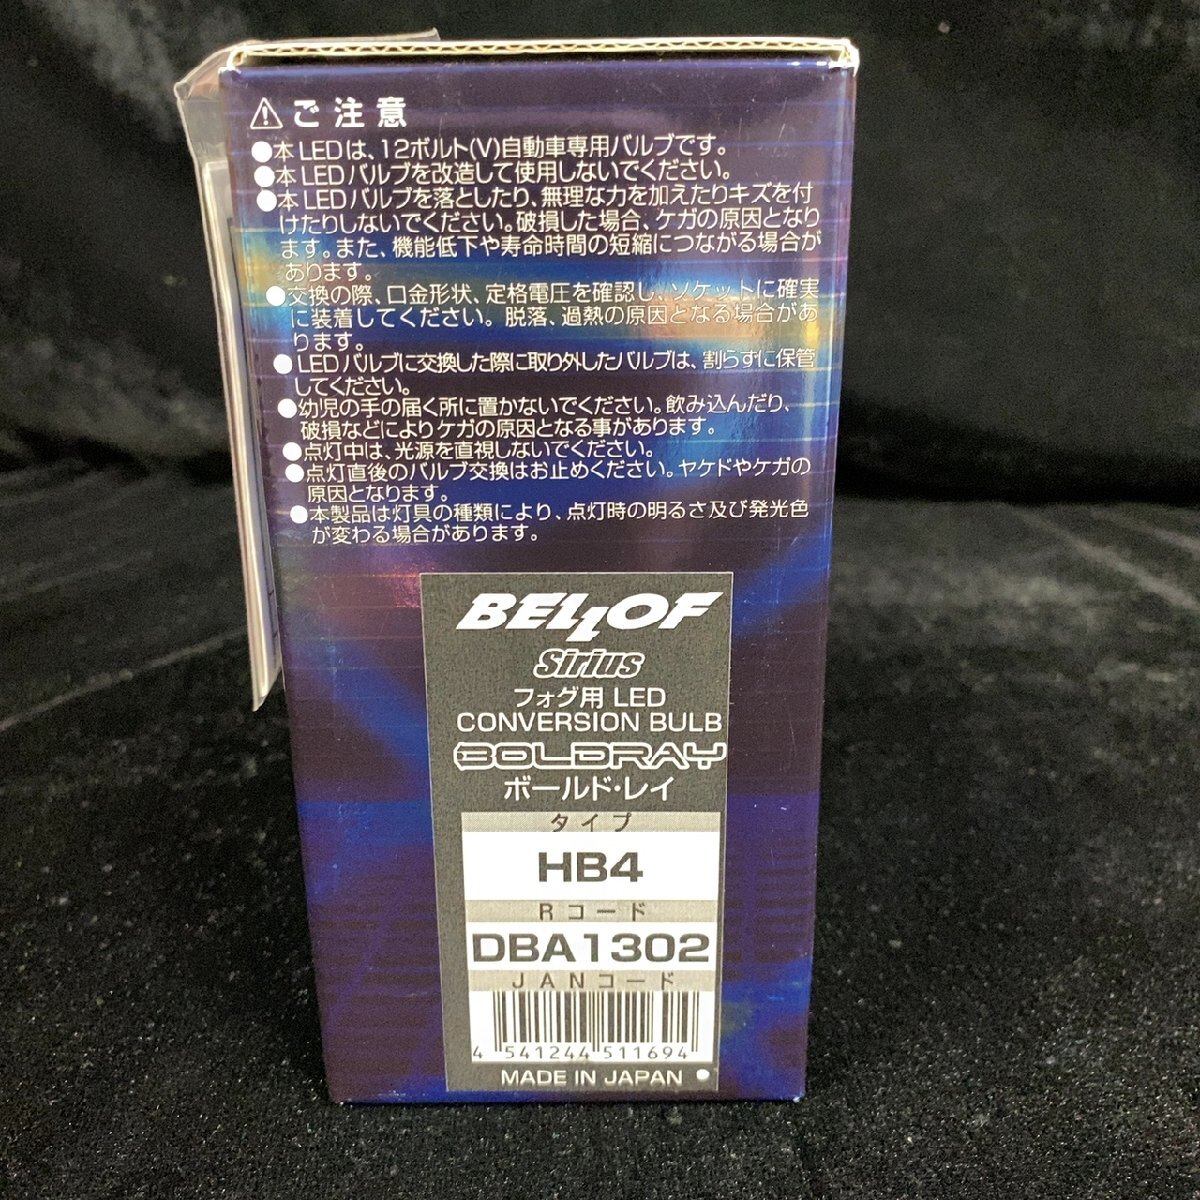 ⚠ご注意
●本LEDは、12ボルト(V)自動車専用バルブです。
●本LEDバルブを改造して使用しないでください。
●本LEDバルブを落としたり、無理な力を加えたりキズを付
けたりしないでください。破損した場合、ケガの原因となり
ます。また、機能低下や寿命時間の短縮につながる場合が
あります。
●交換の際、口金形状、定格電圧を確認し、ソケットに確実
に装着してください。脱落、過熱の原因となる場合があ
ります。
●LEDバルブに交換した際に取り外したバルブは、割らずに保管
してください。
●幼児の手の届く所に置かないでください。飲み込んだり、
破損などによりケガの原因となる事があります。
●点灯中は、光源を直視しないでください。
●点灯直後のバルブ交換はお止めください。ヤケドやケガの
原因となります。
●本製品は灯具の種類により、点灯時の明るさ及び発光色
が変わる場合があります。
BELLOF
Sirius
フォグ用 LED
CONVERSION BULB
BOLDRAY
ボールド・レイ
タイプ
HB4
Rコード
DBA1302
JANコード
4 541244 511694
MADE IN JAPAN